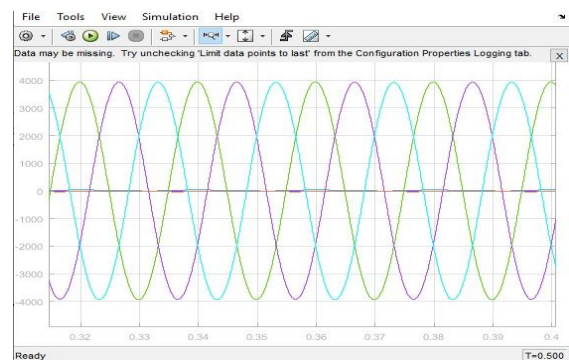 File Tools View Simulation Help
Data may be missing. Try unchecking 'Limit data points to last' from the Configuration Properties Logging tab. X
4000
3000
2000
1000
0
-1000
-2000
-3000
-4000
0.32 0.33 0.34 0.35 0.36 0.37 0.38 0.39 0.4
Ready T=0.500